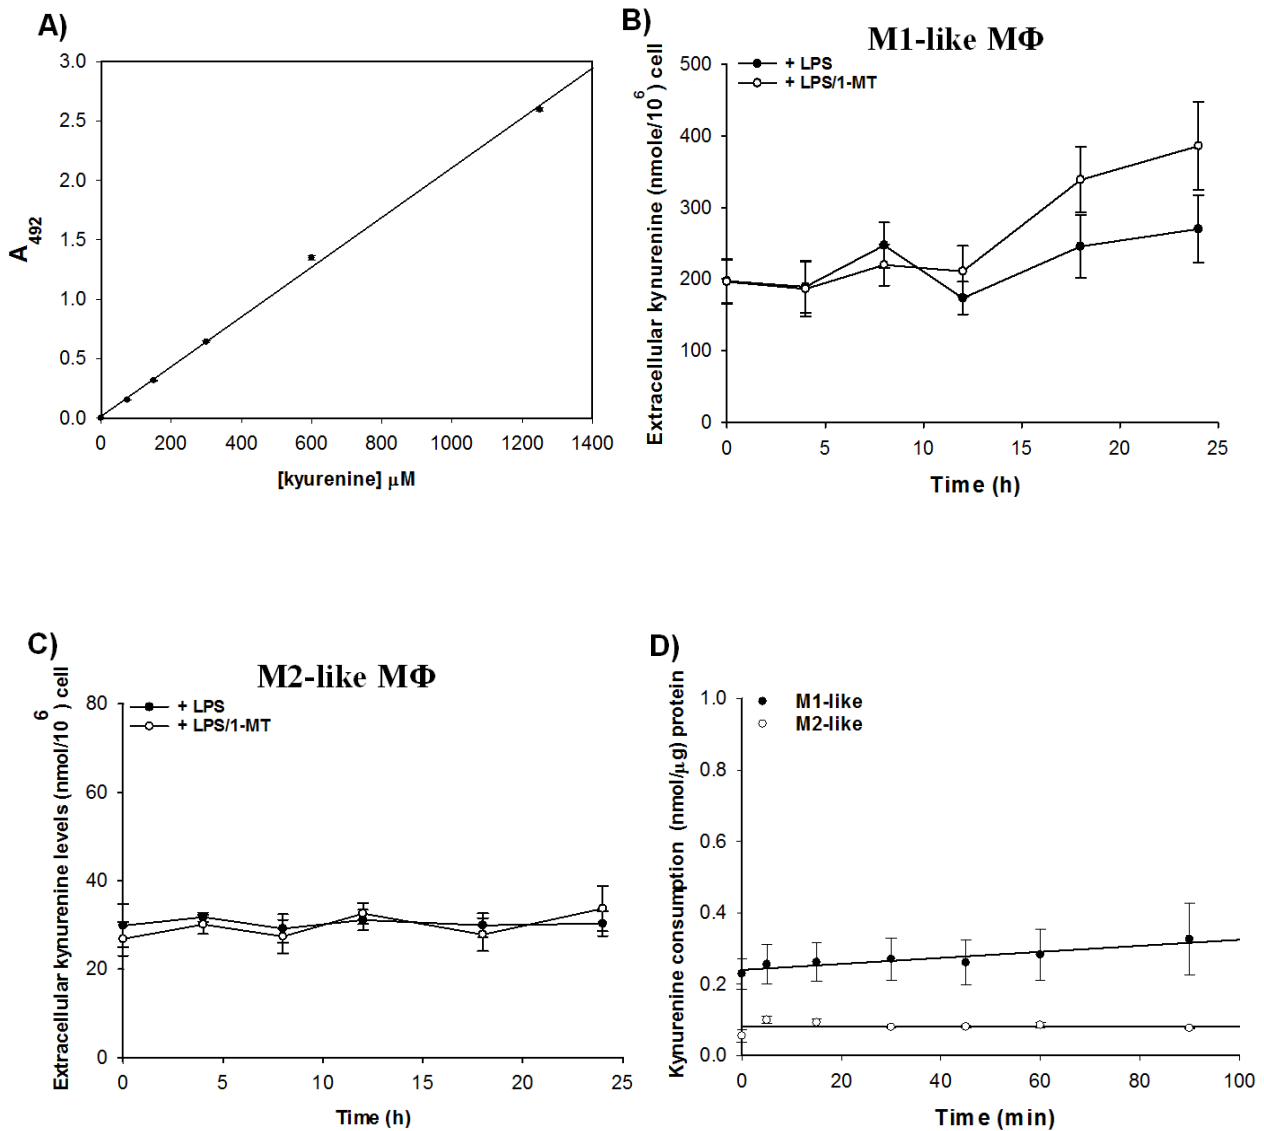 A)
3.0
2.5
2.0
1.5
1.0
0.5
0.0
A492
0 200 400 600 800 1000 1200 1400
[kyurenine] μM
B)
M1-like MΦ
+ LPS
+ LPS/1-MT
500
400
300
200
100
0
Extracellular kynurenine (nmole/10^6) cell
0 5 10 15 20 25
Time (h)
C)
M2-like MΦ
+ LPS
+ LPS/1-MT
80
60
40
20
0
Extracellular kynurenine levels (nmol/10^6) cell
0 5 10 15 20 25
Time (h)
D)
M1-like
M2-like
1.0
0.8
0.6
0.4
0.2
0.0
Kynurenine consumption (nmol/μg) protein
0 20 40 60 80 100
Time (min)